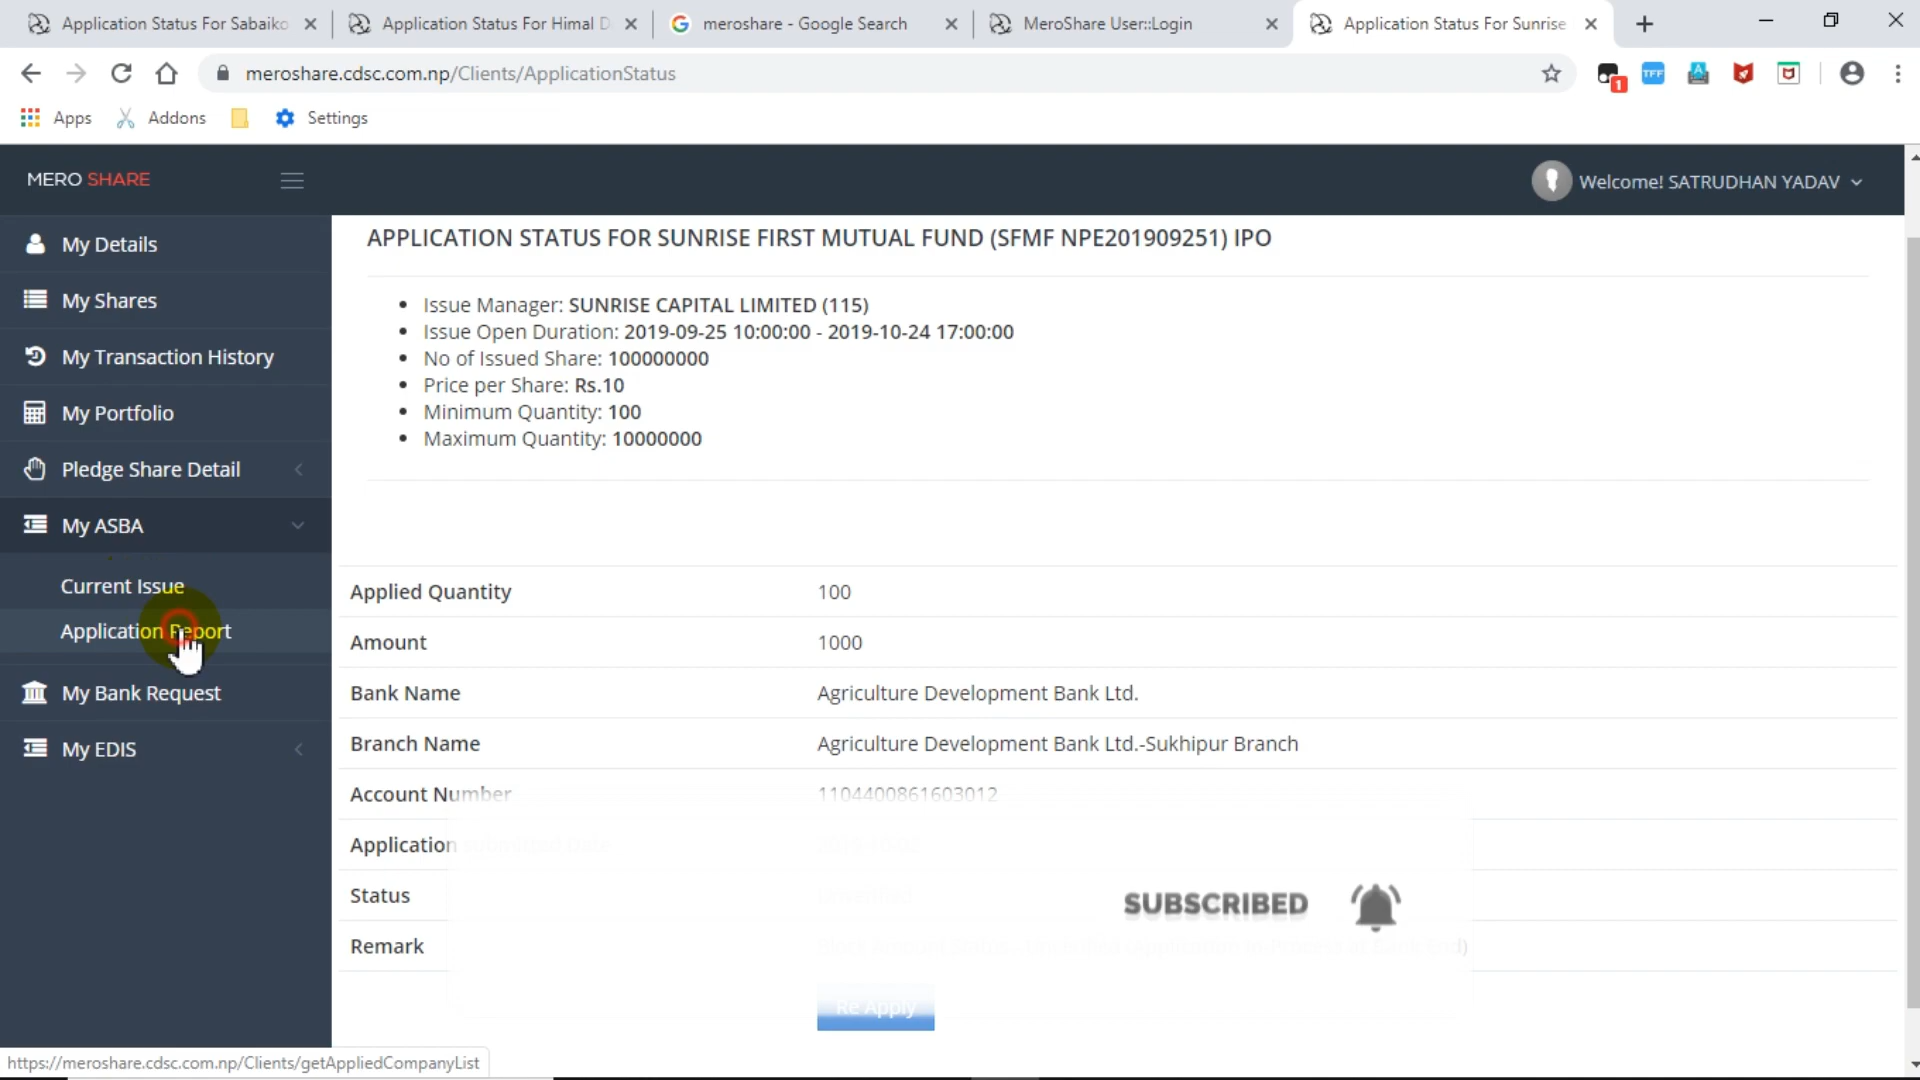 Application Status For Sabaiko
Application Status For Himal D
meroshare - Google Search
MeroShare User::Login
Application Status For Sunrise
meroshare.cdsc.com.np/Clients/ApplicationStatus
1
TFF
Apps
Addons
Settings
MERO SHARE
Welcome! SATRUDHAN YADAV
My Details
My Shares
My Transaction History
My Portfolio
Pledge Share Detail
My ASBA
Current Issue
Application Report
My Bank Request
My EDIS
APPLICATION STATUS FOR SUNRISE FIRST MUTUAL FUND (SFMF NPE201909251) IPO
Issue Manager: SUNRISE CAPITAL LIMITED (115)
Issue Open Duration: 2019-09-25 10:00:00 - 2019-10-24 17:00:00
No of Issued Share: 100000000
Price per Share: Rs.10
Minimum Quantity: 100
Maximum Quantity: 10000000
Applied Quantity 100
Amount 1000
Bank Name Agriculture Development Bank Ltd.
Branch Name Agriculture Development Bank Ltd.-Sukhipur Branch
Account Number 1104400861603012
Application
Status
Remark
SUBSCRIBED
Re Apply
https://meroshare.cdsc.com.np/Clients/getAppliedCompanyList